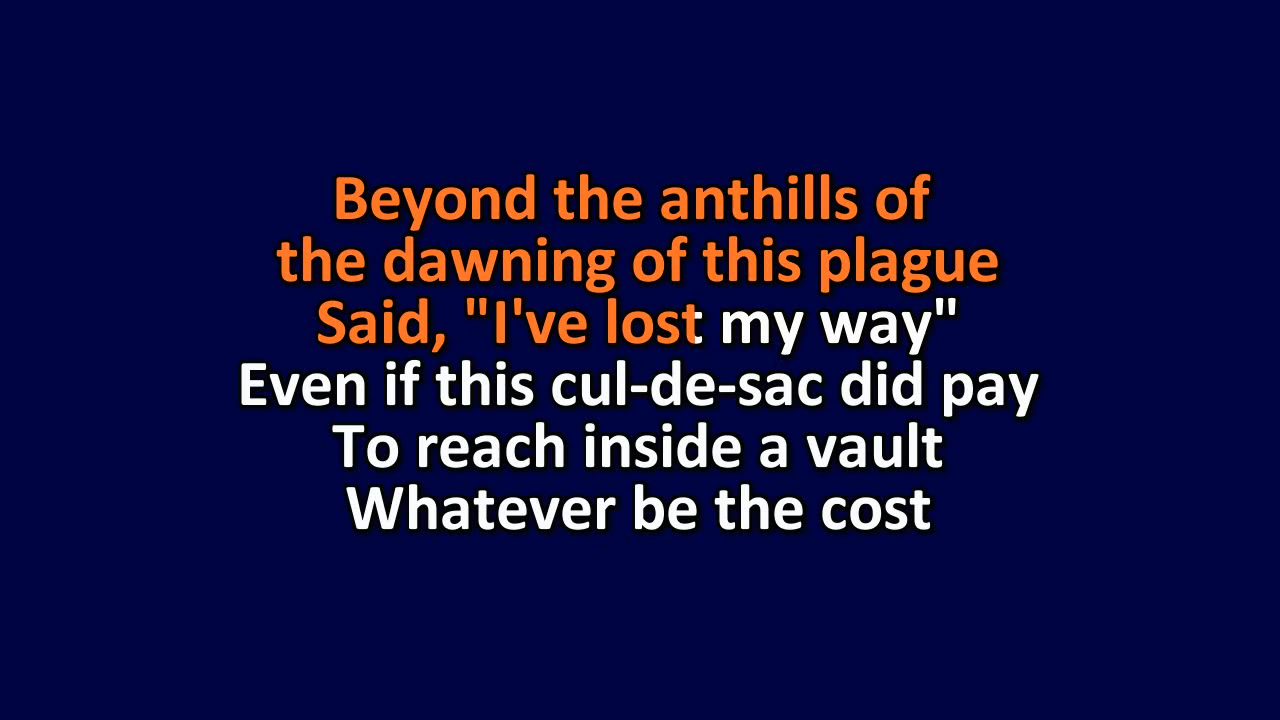 Beyond the anthills of
the dawning of this plague
Said, "I've lost my way"
Even if this cul-de-sac did pay
To reach inside a vault
Whatever be the cost